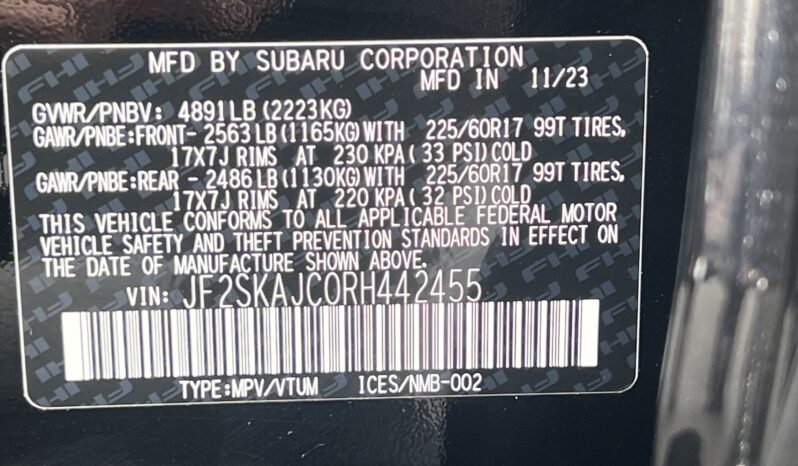 MFD BY SUBARU CORPORATION
MFD IN 11/23
GVWR/PNBV: 4891LB (2223KG)
GAWR/PNBE:FRONT- 2563 LB (1165KG) WITH 225/60R17 99T TIRES,
17X7J RIMS AT 230 KPA ( 33 PSI) COLD
GAWR/PNBE:REAR - 2486 LB (1130KG) WITH 225/60R17 99T TIRES,
17X7J RIMS AT 220 KPA ( 32 PSI) COLD
THIS VEHICLE CONFORMS TO ALL APPLICABLE FEDERAL MOTOR
VEHICLE SAFETY AND THEFT PREVENTION STANDARDS IN EFFECT ON
THE DATE OF MANUFACTURE SHOWN ABOVE.
VIN: JF2SKAJC0RH442455
TYPE:MPV/VTUM ICES/NMB-002